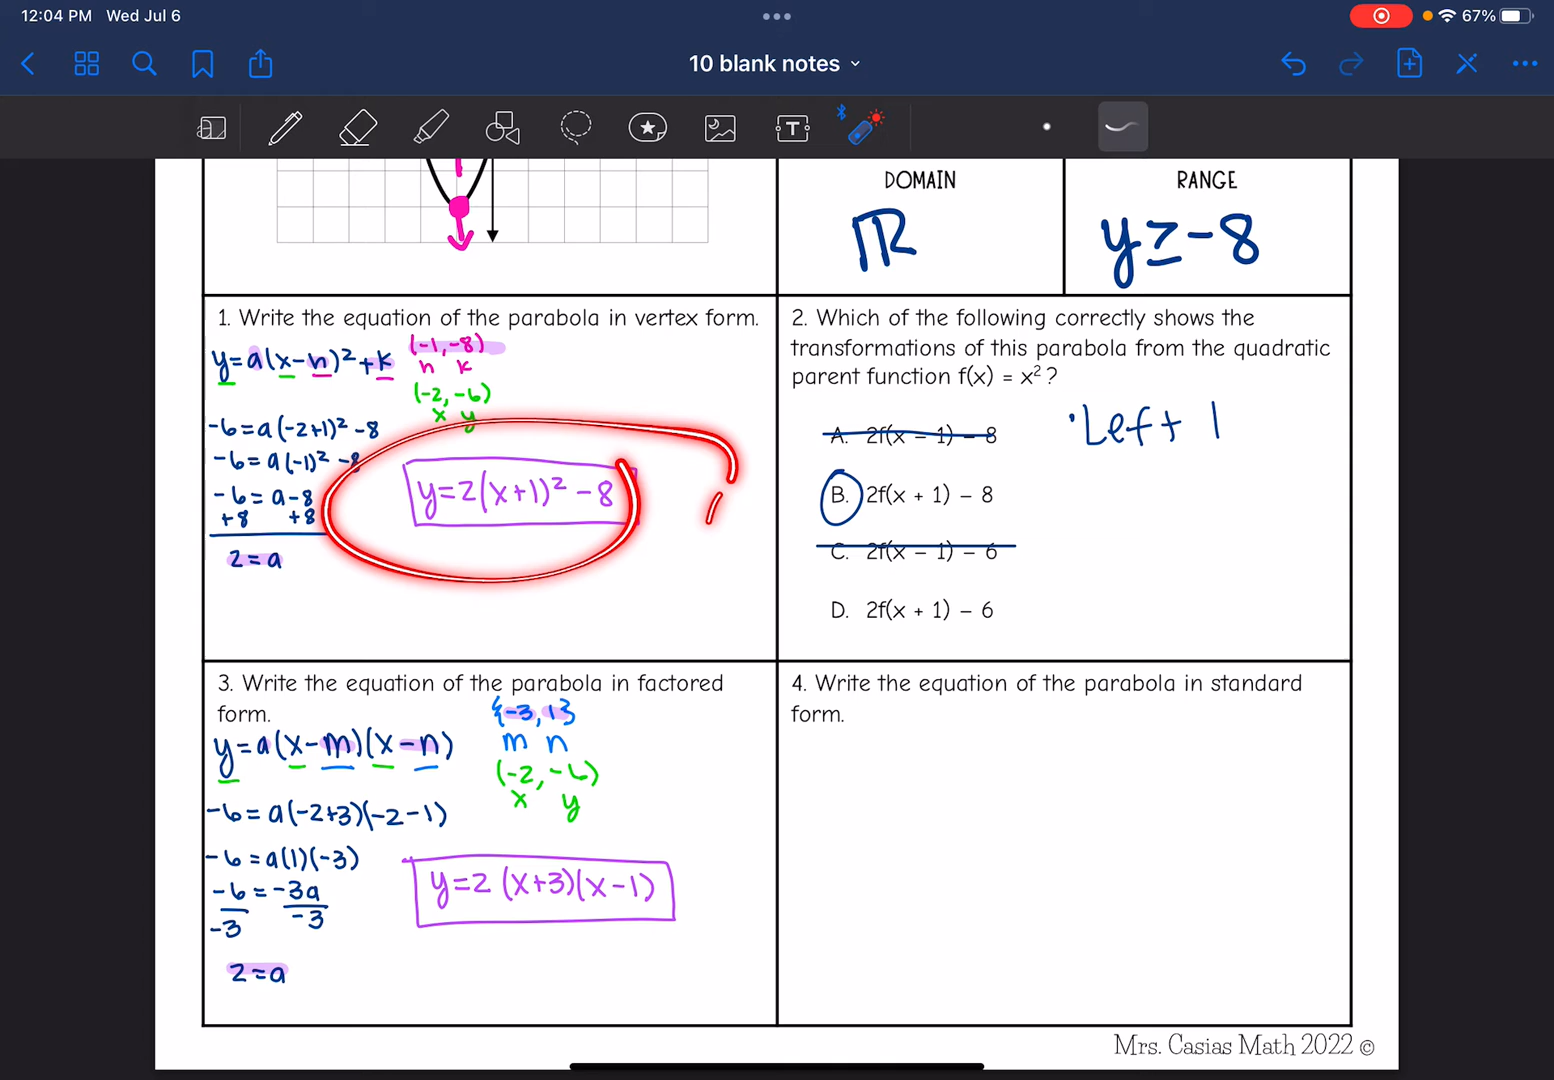 12:04 PM Wed Jul 6
67%
10 blank notes
T
DOMAIN
RANGE
ℝ
y ≥ -8
1. Write the equation of the parabola in vertex form.
y=a(x-h)²+k
(-1,-8)
h k
(-2,-6)
x y
-6=a(-2+1)²-8
-6=a(-1)²-8
-6=a-8
+8 +8
2=a
y=2(x+1)²-8
2. Which of the following correctly shows the
transformations of this parabola from the quadratic
parent function f(x) = x²?
A. 2f(x - 1) - 8
B. 2f(x + 1) - 8
C. 2f(x - 1) - 6
D. 2f(x + 1) - 6
·Left 1
3. Write the equation of the parabola in factored
form.
{-3, 1}
m n
y=a(x-m)(x-n)
(-2,-6)
x y
-6=a(-2+3)(-2-1)
-6=a(1)(-3)
-6=-3a
-3 -3
2=a
y=2(x+3)(x-1)
4. Write the equation of the parabola in standard
form.
Mrs. Casias Math 2022 ©